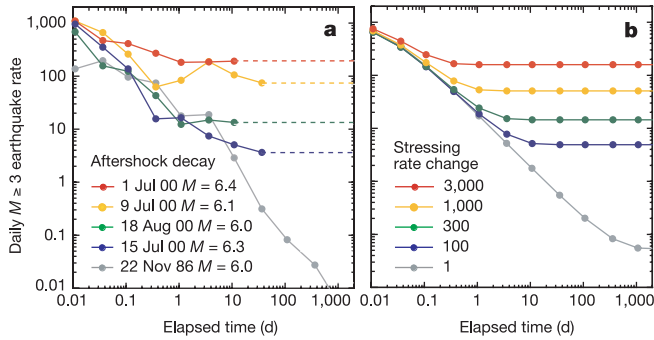 a
b
Daily M ≥ 3 earthquake rate
1,000
100
10
1
0.1
0.01
Aftershock decay
1 Jul 00 M = 6.4
9 Jul 00 M = 6.1
18 Aug 00 M = 6.0
15 Jul 00 M = 6.3
22 Nov 86 M = 6.0
Stressing
rate change
3,000
1,000
300
100
1
0.01 0.1 1 10 100 1,000
0.01 0.1 1 10 100 1,000
Elapsed time (d)
Elapsed time (d)